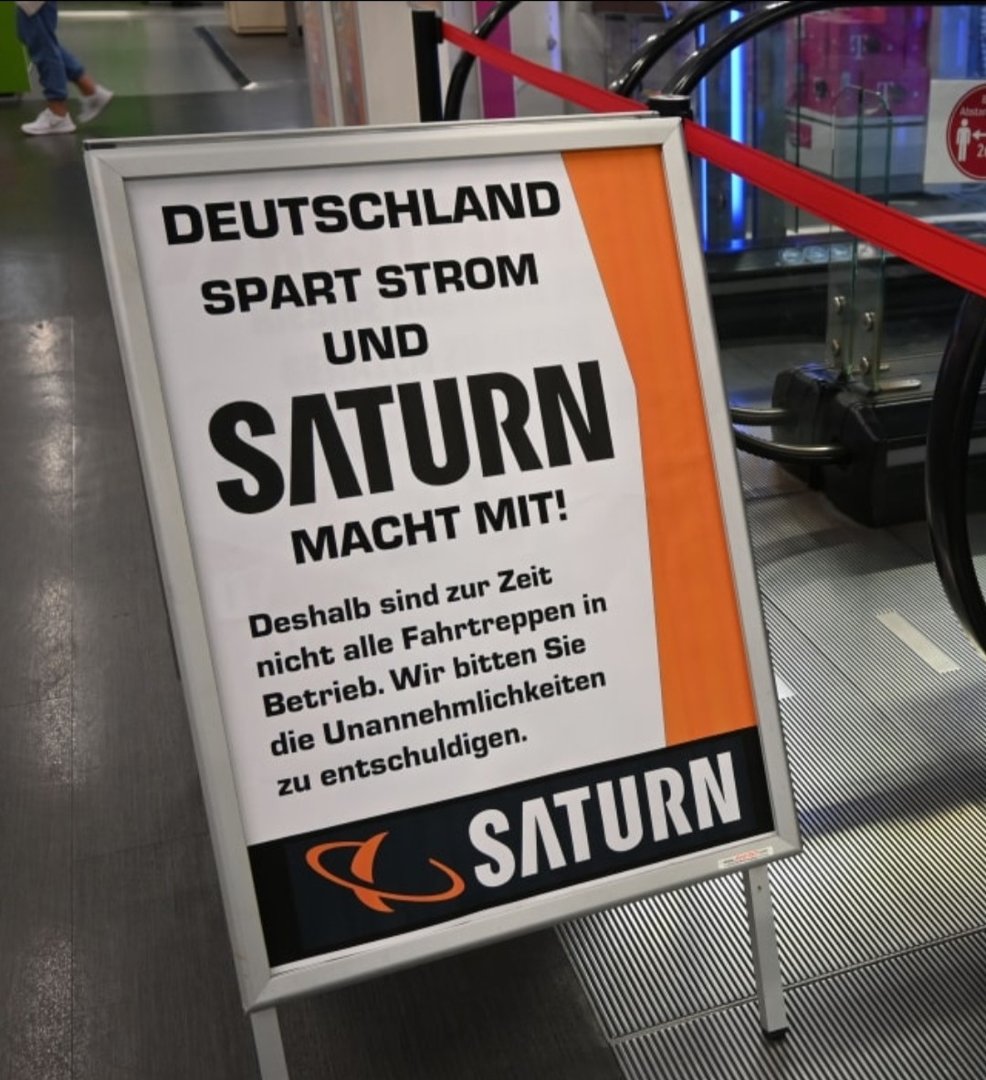 DEUTSCHLAND
SPART STROM
UND
SATURN
MACHT MIT!
Deshalb sind zur Zeit
nicht alle Fahrtreppen in
Betrieb. Wir bitten Sie
die Unannehmlichkeiten
zu entschuldigen.
SATURN
T